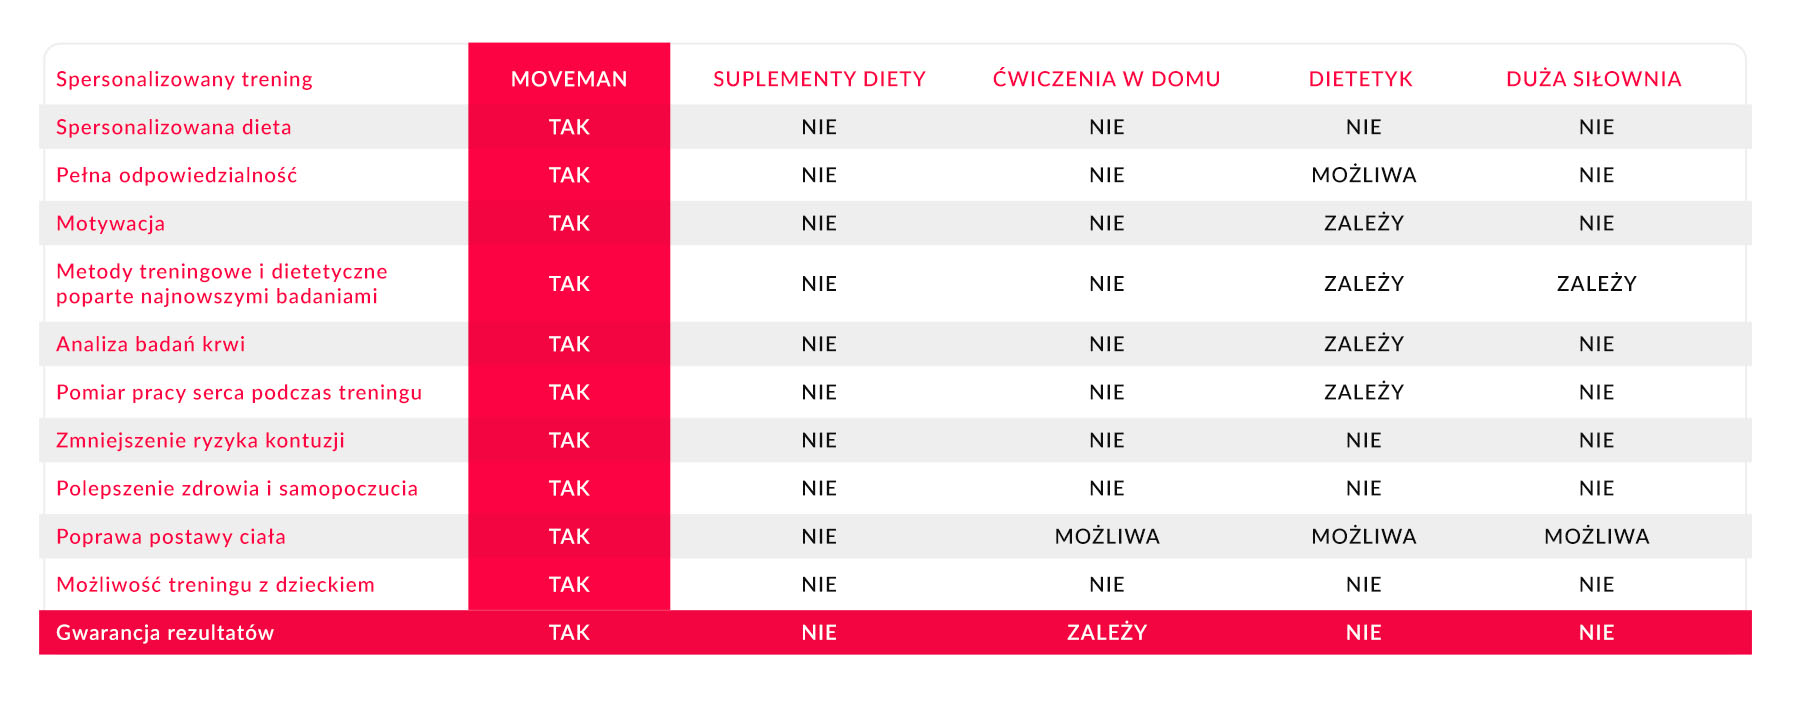 Spersonalizowany trening MOVEMAN SUPLEMENTY DIETY ĆWICZENIA W DOMU DIETETYK DUŻA SIŁOWNIA
Spersonalizowana dieta TAK NIE NIE NIE NIE
Pełna odpowiedzialność TAK NIE NIE MOŻLIWA NIE
Motywacja TAK NIE NIE ZALEŻY NIE
Metody treningowe i dietetyczne
poparte najnowszymi badaniami TAK NIE NIE ZALEŻY ZALEŻY
Analiza badań krwi TAK NIE NIE ZALEŻY NIE
Pomiar pracy serca podczas treningu TAK NIE NIE ZALEŻY NIE
Zmniejszenie ryzyka kontuzji TAK NIE NIE NIE NIE
Polepszenie zdrowia i samopoczucia TAK NIE NIE NIE NIE
Poprawa postawy ciała TAK NIE MOŻLIWA MOŻLIWA MOŻLIWA
Możliwość treningu z dzieckiem TAK NIE NIE NIE NIE
Gwarancja rezultatów TAK NIE ZALEŻY NIE NIE